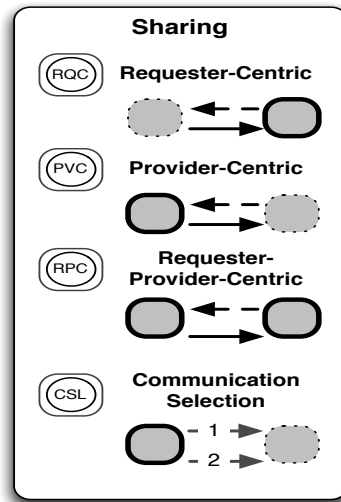 Sharing
RQC
Requester-Centric
PVC
Provider-Centric
RPC
Requester-
Provider-Centric
CSL
Communication
Selection
1
2